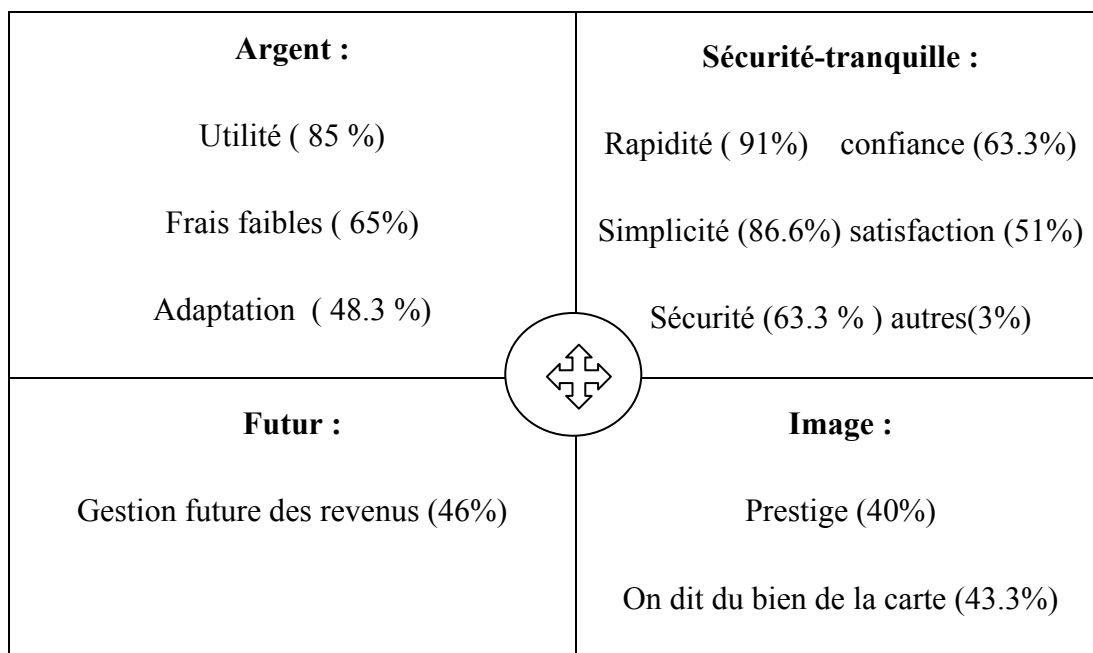 Argent :
Utilité ( 85 %)
Frais faibles ( 65%)
Adaptation  ( 48.3 %)
Sécurité-tranquille :
Rapidité ( 91%)    confiance (63.3%)
Simplicité (86.6%) satisfaction (51%)
Sécurité (63.3 % ) autres(3%)
Futur :
Gestion future des revenus (46%)
Image :
Prestige (40%)
On dit du bien de la carte (43.3%)